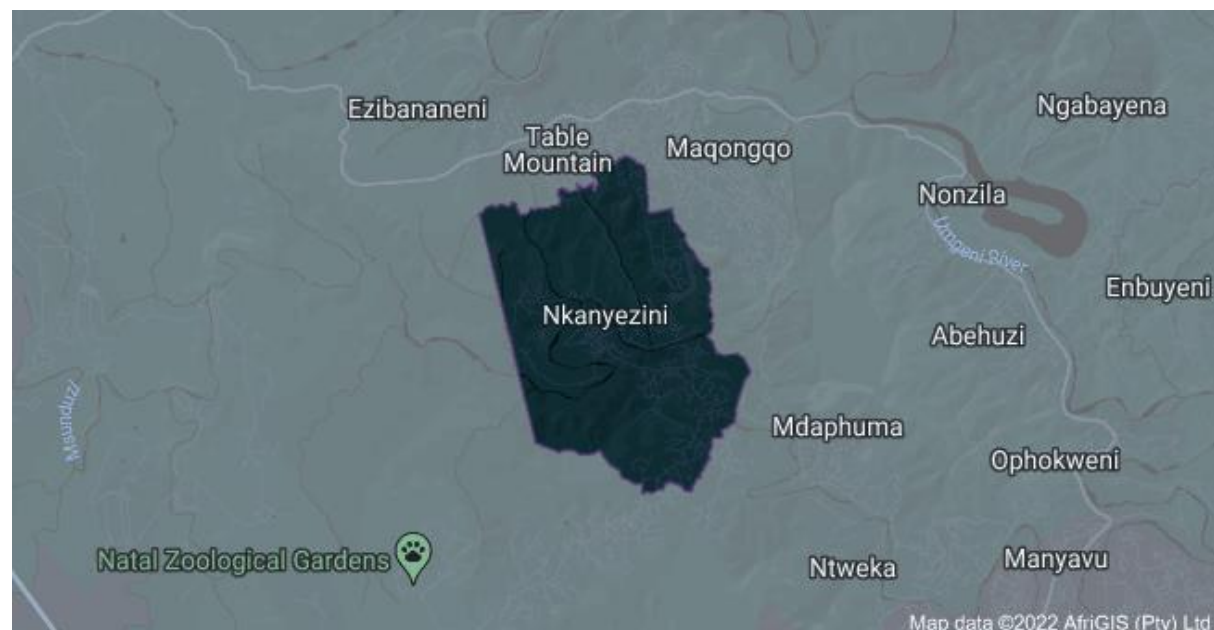 Ngabayena
Ezibananeni
Table
Mountain
Maqongqo
Nonzila
Umgeni River
Enbuyeni
Nkanyezini
Abehuzi
Msunduzi
Mdaphuma
Ophokweni
Natal Zoological Gardens
Ntweka
Manyavu
Map data ©2022 AfriGIS (Pty) Ltd